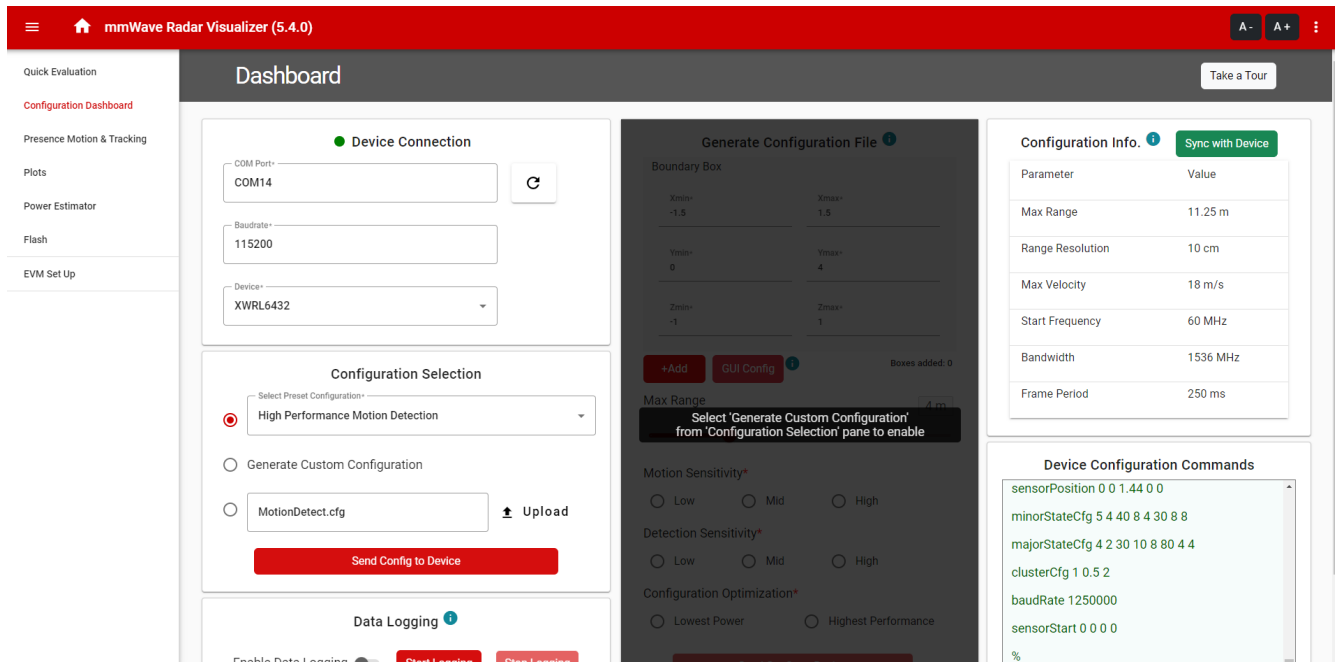 mmWave Radar Visualizer (5.4.0)
A -
A +
Quick Evaluation
Configuration Dashboard
Presence Motion & Tracking
Plots
Power Estimator
Flash
EVM Set Up
Dashboard
Take a Tour
Device Connection
COM Port*
COM14
Baudrate*
115200
Device*
XWRL6432
Configuration Selection
Select Preset Configuration*
High Performance Motion Detection
Generate Custom Configuration
MotionDetect.cfg
Upload
Send Config to Device
Data Logging
Enable Data Logging
Start Logging
Stop Logging
Generate Configuration File
Boundary Box
Xmin*
-1.5
Xmax*
1.5
Ymin*
0
Ymax*
4
Zmin*
-1
Zmax*
1
+Add
GUI Config
Boxes added: 0
Max Range
4 m
Select 'Generate Custom Configuration'
from 'Configuration Selection' pane to enable
Motion Sensitivity*
Low
Mid
High
Detection Sensitivity*
Low
Mid
High
Configuration Optimization*
Lowest Power
Highest Performance
Configuration Info.
Sync with Device
Parameter Value
Max Range 11.25 m
Range Resolution 10 cm
Max Velocity 18 m/s
Start Frequency 60 MHz
Bandwidth 1536 MHz
Frame Period 250 ms
Device Configuration Commands
sensorPosition 0 0 1.44 0 0
minorStateCfg 5 4 40 8 4 30 8 8
majorStateCfg 4 2 30 10 8 80 4 4
clusterCfg 1 0.5 2
baudRate 1250000
sensorStart 0 0 0 0
%